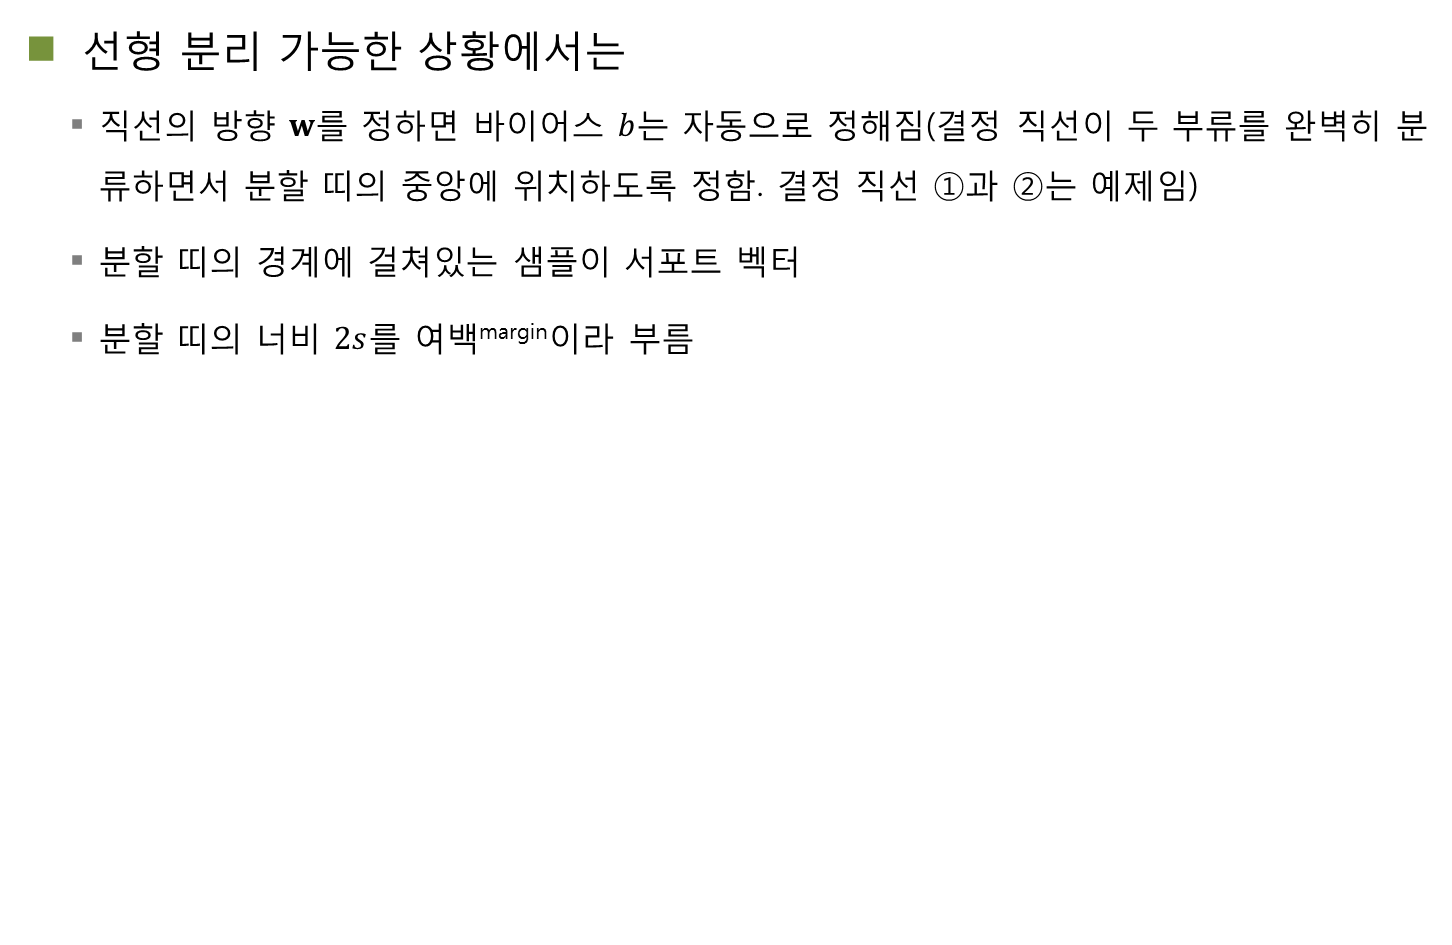 선형 분리 가능한 상황에서는
직선의 방향 w를 정하면 바이어스 b는 자동으로 정해짐(결정 직선이 두 부류를 완벽히 분
류하면서 분할 띠의 중앙에 위치하도록 정함. 결정 직선 ①과 ②는 예제임)
분할 띠의 경계에 걸쳐있는 샘플이 서포트 벡터
분할 띠의 너비 2s를 여백margin이라 부름